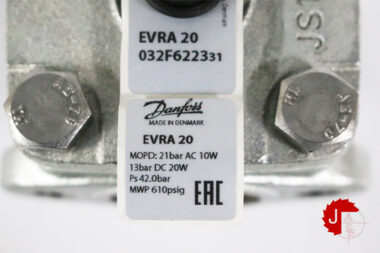 EVRA 20
032F622331
Danfoss
MADE IN DENMARK
EVRA 20
MOPD: 21bar AC 10W
13bar DC 20W
Ps 42.0bar
MWP 610psig
EAC